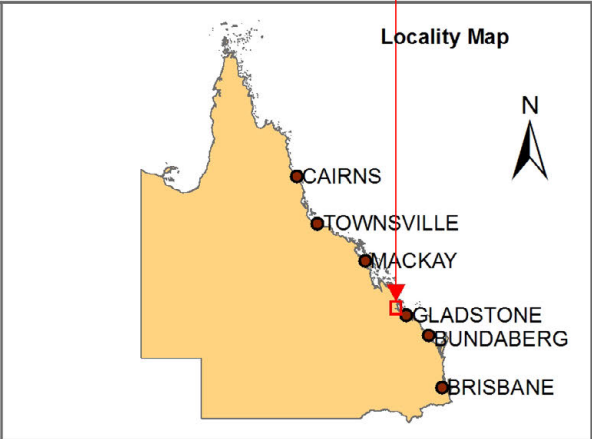 Locality Map
N
CAIRNS
TOWNSVILLE
MACKAY
GLADSTONE
BUNDABERG
BRISBANE